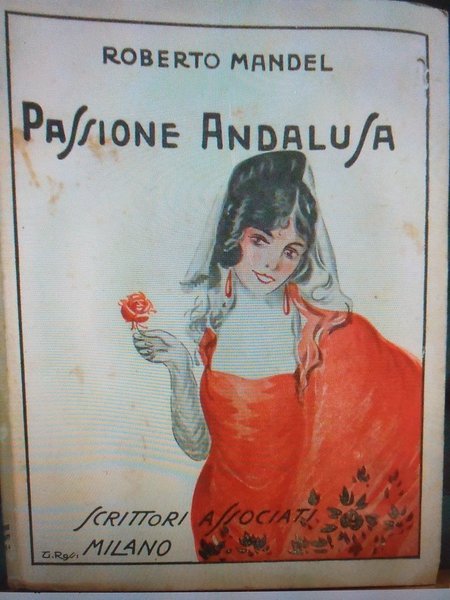 ROBERTO MANDEL
PASSIONE ANDALUSA
SCRITTORI ASSOCIATI
MILANO